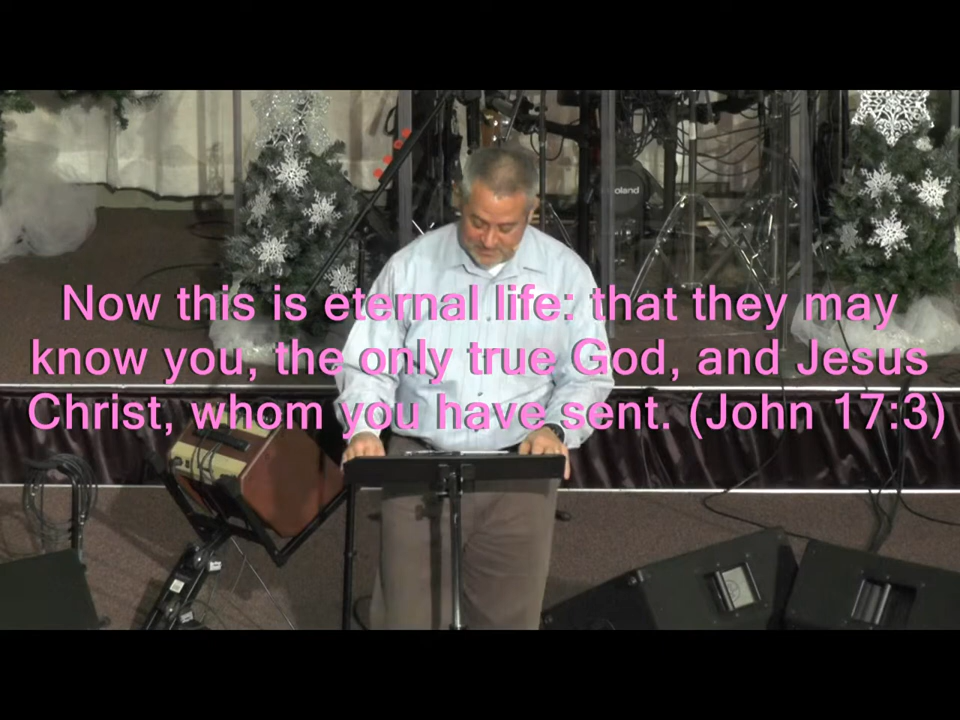 oland
Now this is eternal life: that they may
know you, the only true God, and Jesus
Christ, whom you have sent. (John 17:3)